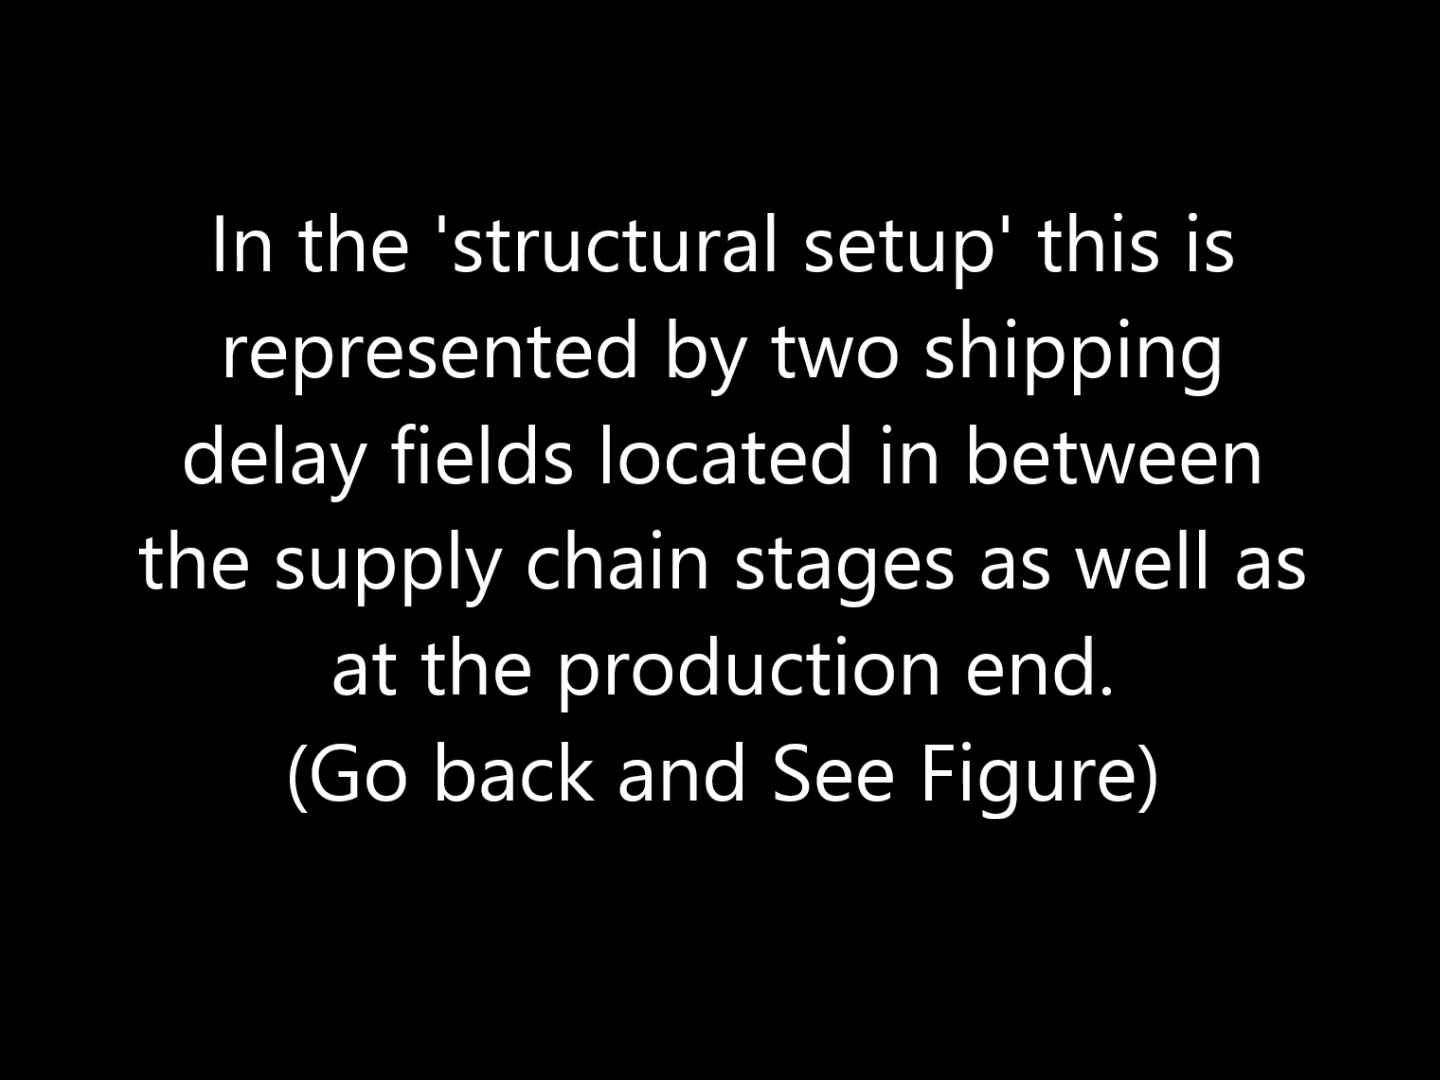 In the 'structural setup' this is
represented by two shipping
delay fields located in between
the supply chain stages as well as
at the production end.
(Go back and See Figure)